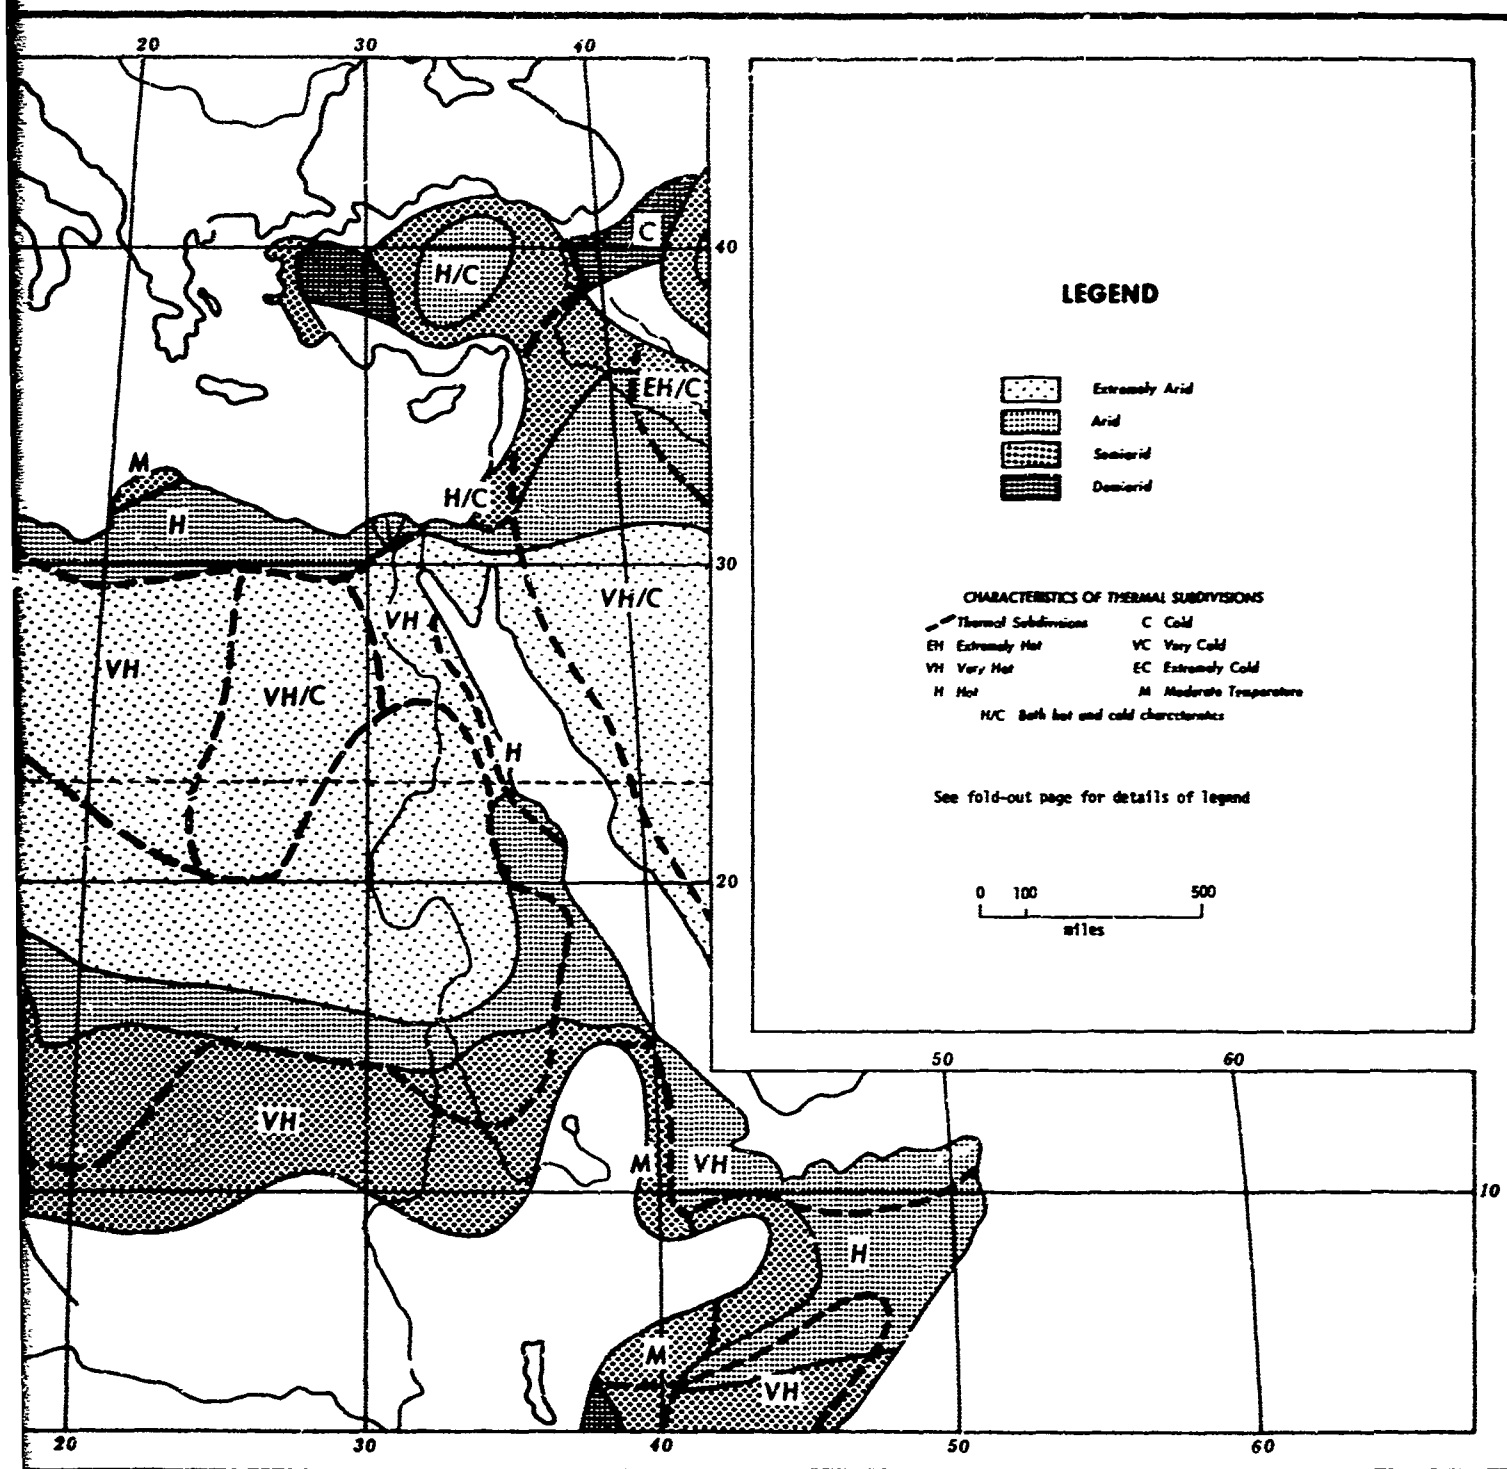 20 30 40
C
40
H/C
EH/C
M
H/C
H
30
VH/C
VH
VH
VH/C
H
20
VH
M
VH
H
M
VH
50 60
10
20 30 40 50 60
LEGEND
Extremely Arid
Arid
Semiarid
Demiarid
CHARACTERISTICS OF THERMAL SUBDIVISIONS
Thermal Subdivisions C Cold
EH Extremely Hot VC Very Cold
VH Very Hot EC Extremely Cold
H Hot M Moderate Temperature
H/C Both hot and cold characteristics
See fold-out page for details of legend
0 100 500
miles